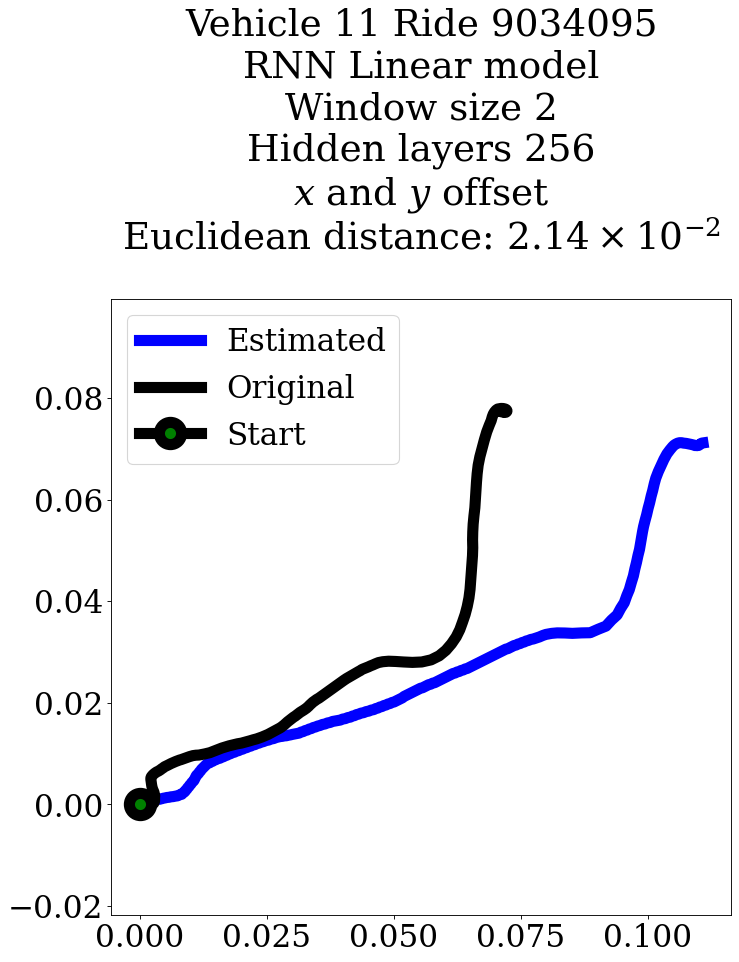 Vehicle 11 Ride 9034095
RNN Linear model
Window size 2
Hidden layers 256
x and y offset
Euclidean distance: 2.14 × 10⁻²
Estimated
Original
Start
0.08
0.06
0.04
0.02
0.00
−0.02
0.000 0.025 0.050 0.075 0.100